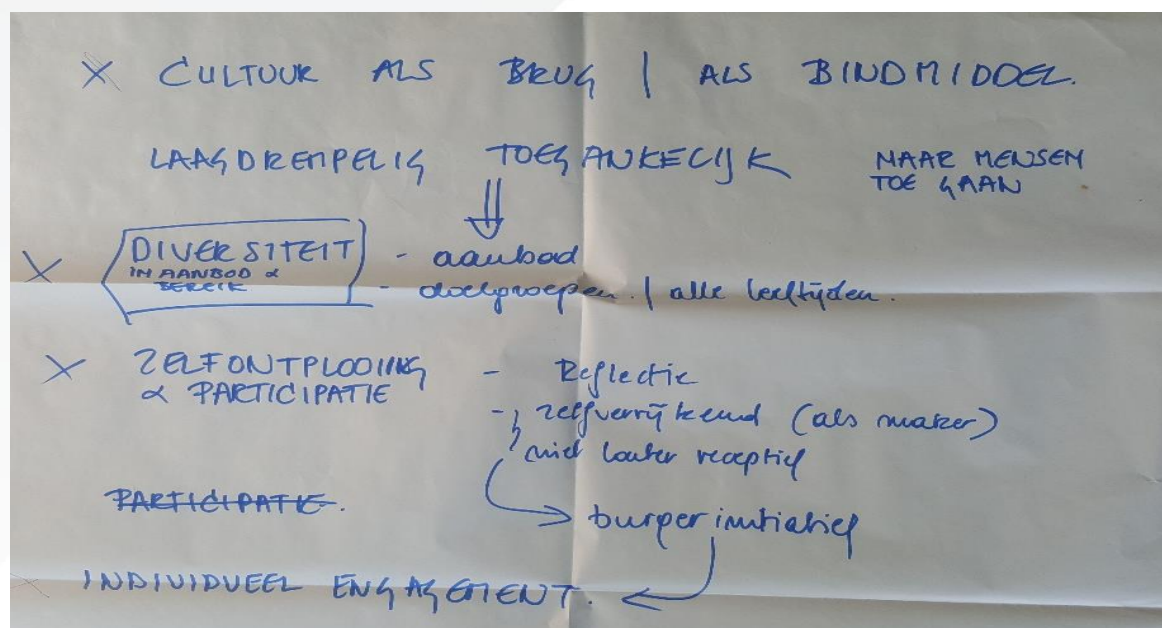 X CULTUUR ALS BRUG | ALS BINDMIDDEL.
LAAGDREMPELIG TOEGANKELIJK NAAR MENSEN
TOE GAAN
X DIVERSITEIT - aanbod
IN AANBOD &
BEREIK - doelgroepen. | alle leeftijden.
X ZELFONTPLOOIING - Reflectie
& PARTICIPATIE
- zelfverrijkend (als maker)
niet louter receptief
PARTICIPATIE.
burgerinitiatief
X INDIVIDUEEL ENGAGEMENT.